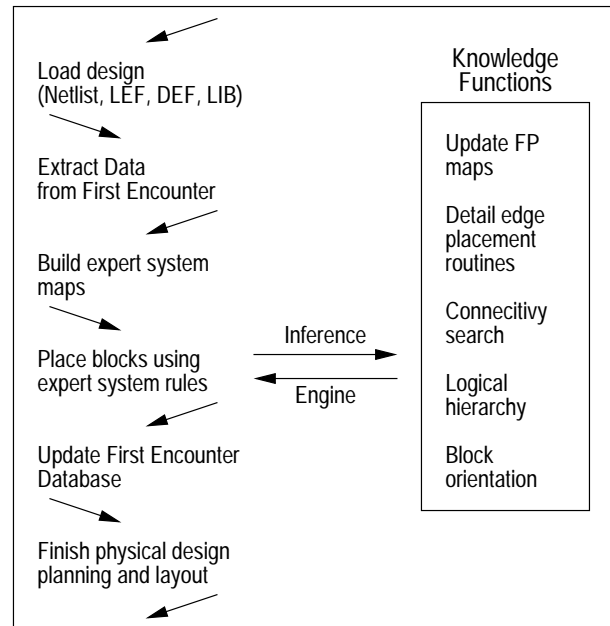 Load design
(Netlist, LEF, DEF, LIB)
Extract Data
from First Encounter
Build expert system
maps
Place blocks using
expert system rules
Update First Encounter
Database
Finish physical design
planning and layout
Inference
Engine
Knowledge
Functions
Update FP
maps
Detail edge
placement
routines
Connecitivy
search
Logical
hierarchy
Block
orientation